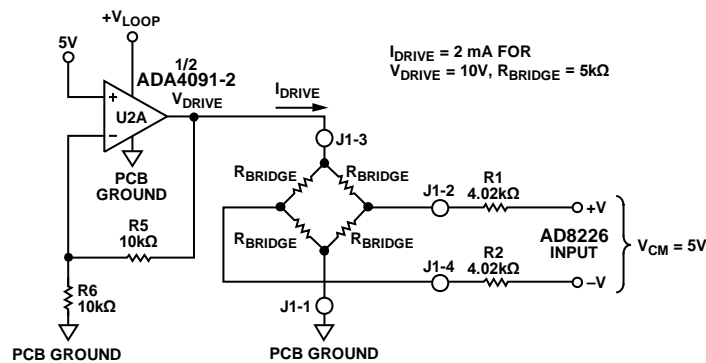 +VLOOP
5V
1/2
ADA4091-2
VDRIVE
IDRIVE
IDRIVE = 2 mA FOR
VDRIVE = 10V, RBRIDGE = 5kΩ
+
U2A
–
PCB
GROUND
J1-3
RBRIDGE
RBRIDGE
J1-2
R1
4.02kΩ
+V
R5
10kΩ
RBRIDGE
RBRIDGE
AD8226
INPUT
VCM = 5V
R2
4.02kΩ
J1-4
–V
R6
10kΩ
J1-1
PCB GROUND
PCB GROUND